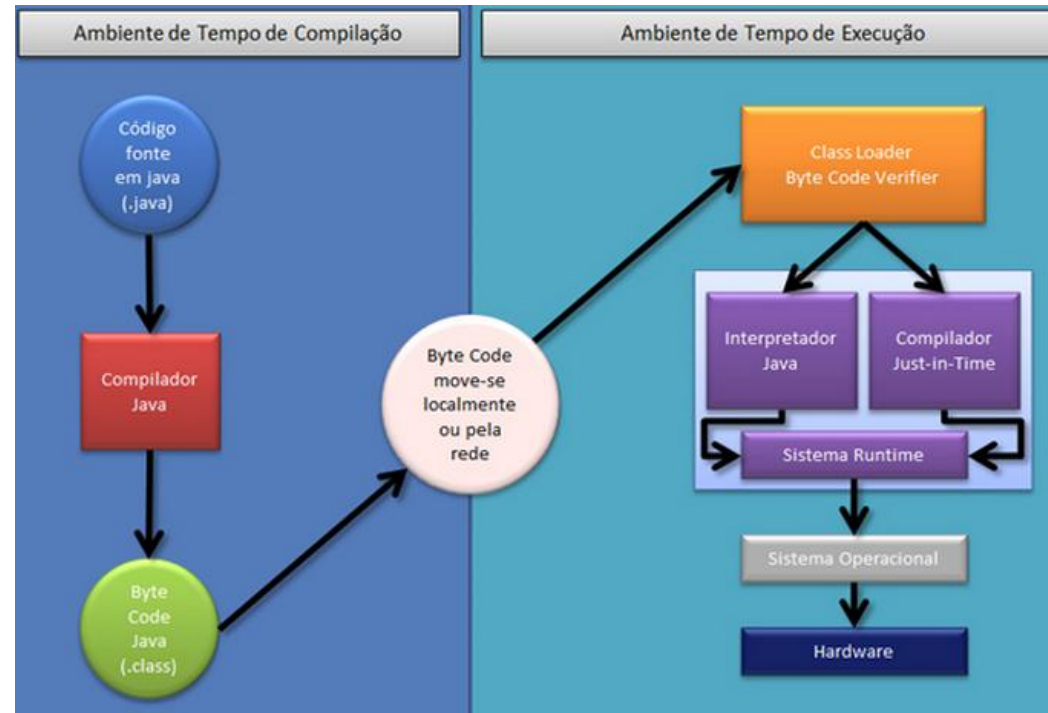 Ambiente de Tempo de Compilação
Ambiente de Tempo de Execução
Código
fonte
em java
(.java)
Compilador
Java
Byte
Code
Java
(.class)
Byte Code
move-se
localmente
ou pela
rede
Class Loader
Byte Code Verifier
Interpretador
Java
Compilador
Just-in-Time
Sistema Runtime
Sistema Operacional
Hardware